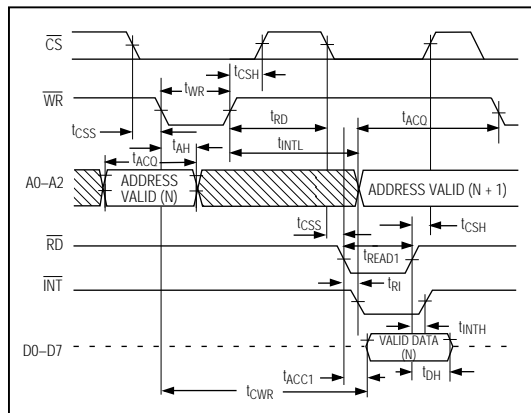 CS
tCSH
tWR
WR
tRD
tACQ
tCSS
tAH
tINTL
tACQ
A0–A2
ADDRESS
VALID (N)
ADDRESS VALID (N + 1)
tCSS
tCSH
RD
tREAD1
tRI
INT
tINTH
VALID DATA
(N)
D0–D7
tACC1
tDH
tCWR